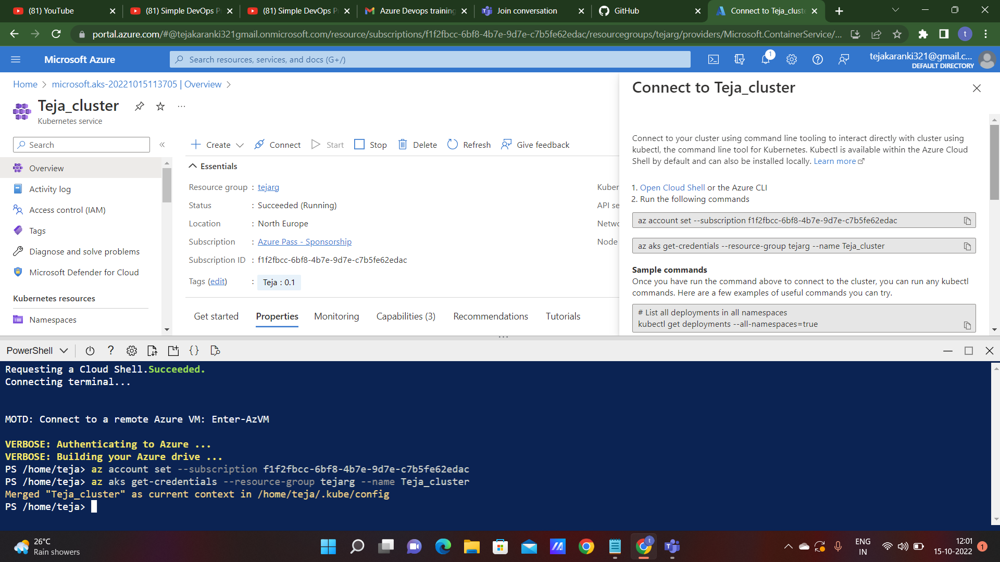 (81) YouTube
(81) Simple DevOps P
(81) Simple DevOps P
Azure Devops training
Join conversation
GitHub
Connect to Teja_cluste
portal.azure.com/#@tejakaranki321gmail.onmicrosoft.com/resource/subscriptions/f1f2fbcc-6bf8-4b7e-9d7e-c7b5fe62edac/resourcegroups/tejarg/providers/Microsoft.ContainerService/...
t
Microsoft Azure
Search resources, services, and docs (G+/)
1
tejakaranki321@gmail.c...
DEFAULT DIRECTORY
Home > microsoft.aks-20221015113705 | Overview >
Teja_cluster
...
Kubernetes service
Search
«
Overview
Activity log
Access control (IAM)
Tags
Diagnose and solve problems
Microsoft Defender for Cloud
Kubernetes resources
Namespaces
Create
Connect
Start
Stop
Delete
Refresh
Give feedback
Essentials
Resource group : tejarg
Status : Succeeded (Running)
Location : North Europe
Subscription : Azure Pass - Sponsorship
Subscription ID : f1f2fbcc-6bf8-4b7e-9d7e-c7b5fe62edac
Tags (edit) : Teja : 0.1
Kuber
API se
Netwo
Node
Get started
Properties
Monitoring
Capabilities (3)
Recommendations
Tutorials
Connect to Teja_cluster
Connect to your cluster using command line tooling to interact directly with cluster using
kubectl, the command line tool for Kubernetes. Kubectl is available within the Azure Cloud
Shell by default and can also be installed locally. Learn more
1. Open Cloud Shell or the Azure CLI
2. Run the following commands
az account set --subscription f1f2fbcc-6bf8-4b7e-9d7e-c7b5fe62edac
az aks get-credentials --resource-group tejarg --name Teja_cluster
Sample commands
Once you have run the command above to connect to the cluster, you can run any kubectl
commands. Here are a few examples of useful commands you can try.
# List all deployments in all namespaces
kubectl get deployments --all-namespaces=true
PowerShell
?
{ }
Requesting a Cloud Shell.Succeeded.
Connecting terminal...
MOTD: Connect to a remote Azure VM: Enter-AzVM
VERBOSE: Authenticating to Azure ...
VERBOSE: Building your Azure drive ...
PS /home/teja> az account set --subscription f1f2fbcc-6bf8-4b7e-9d7e-c7b5fe62edac
PS /home/teja> az aks get-credentials --resource-group tejarg --name Teja_cluster
Merged "Teja_cluster" as current context in /home/teja/.kube/config
PS /home/teja>
26°C
Rain showers
t
ENG
IN
12:01
15-10-2022
1